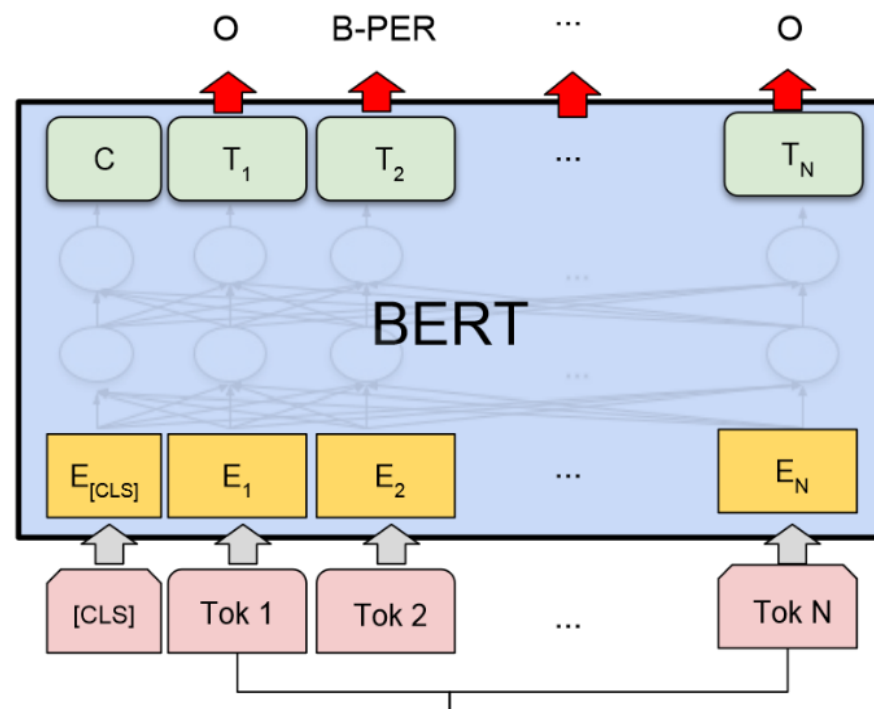 O B-PER ... O
C T1 T2 ... TN
...
BERT
...
E[CLS] E1 E2 ... EN
[CLS] Tok 1 Tok 2 ... Tok N